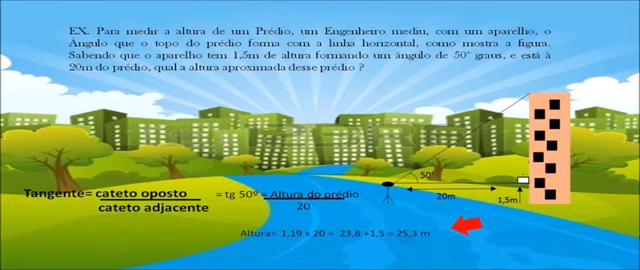 EX. Para medir a altura de um Prédio, um Engenheiro mediu, com um aparelho, o
Ângulo que o topo do prédio forma com a linha horizontal, como mostra a figura.
Sabendo que o aparelho tem 1,5m de altura formando um ângulo de 50° graus, e está à
20m do prédio, qual a altura aproximada desse prédio ?
50°
20m
1,5m
Tangente= cateto oposto = tg 50º = Altura do prédio
cateto adjacente 20
Altura= 1,19 x 20 = 23,8 +1,5 = 25,3 m